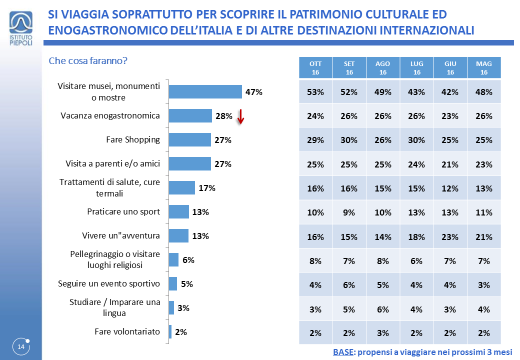 SI VIAGGIA SOPRATTUTTO PER SCOPRIRE IL PATRIMONIO CULTURALE ED
ENOGASTRONOMICO DELL'ITALIA E DI ALTRE DESTINAZIONI INTERNAZIONALI
ISTITUTO
PIEPOLI
Che cosa faranno?
OTT 16 SET 16 AGO 16 LUG 16 GIU 16 MAG 16
Visitare musei, monumenti
o mostre
47% 53% 52% 49% 43% 42% 48%
Vacanza enogastronomica 28% 24% 26% 26% 26% 23% 26%
Fare Shopping 27% 29% 30% 26% 30% 25% 25%
Visita a parenti e/o amici 27% 25% 25% 25% 24% 21% 23%
Trattamenti di salute, cure
termali
17% 16% 16% 15% 15% 12% 13%
Praticare uno sport 13% 10% 9% 10% 13% 13% 11%
Vivere un"avventura 13% 16% 15% 14% 18% 23% 21%
Pellegrinaggio o visitare
luoghi religiosi
6% 8% 7% 8% 6% 7% 7%
Seguire un evento sportivo 5% 4% 6% 5% 4% 4% 3%
Studiare / Imparare una
lingua
3% 3% 5% 6% 4% 3% 4%
Fare volontariato 2% 2% 2% 3% 2% 2% 2%
14
BASE: propensi a viaggiare nei prossimi 3 mesi